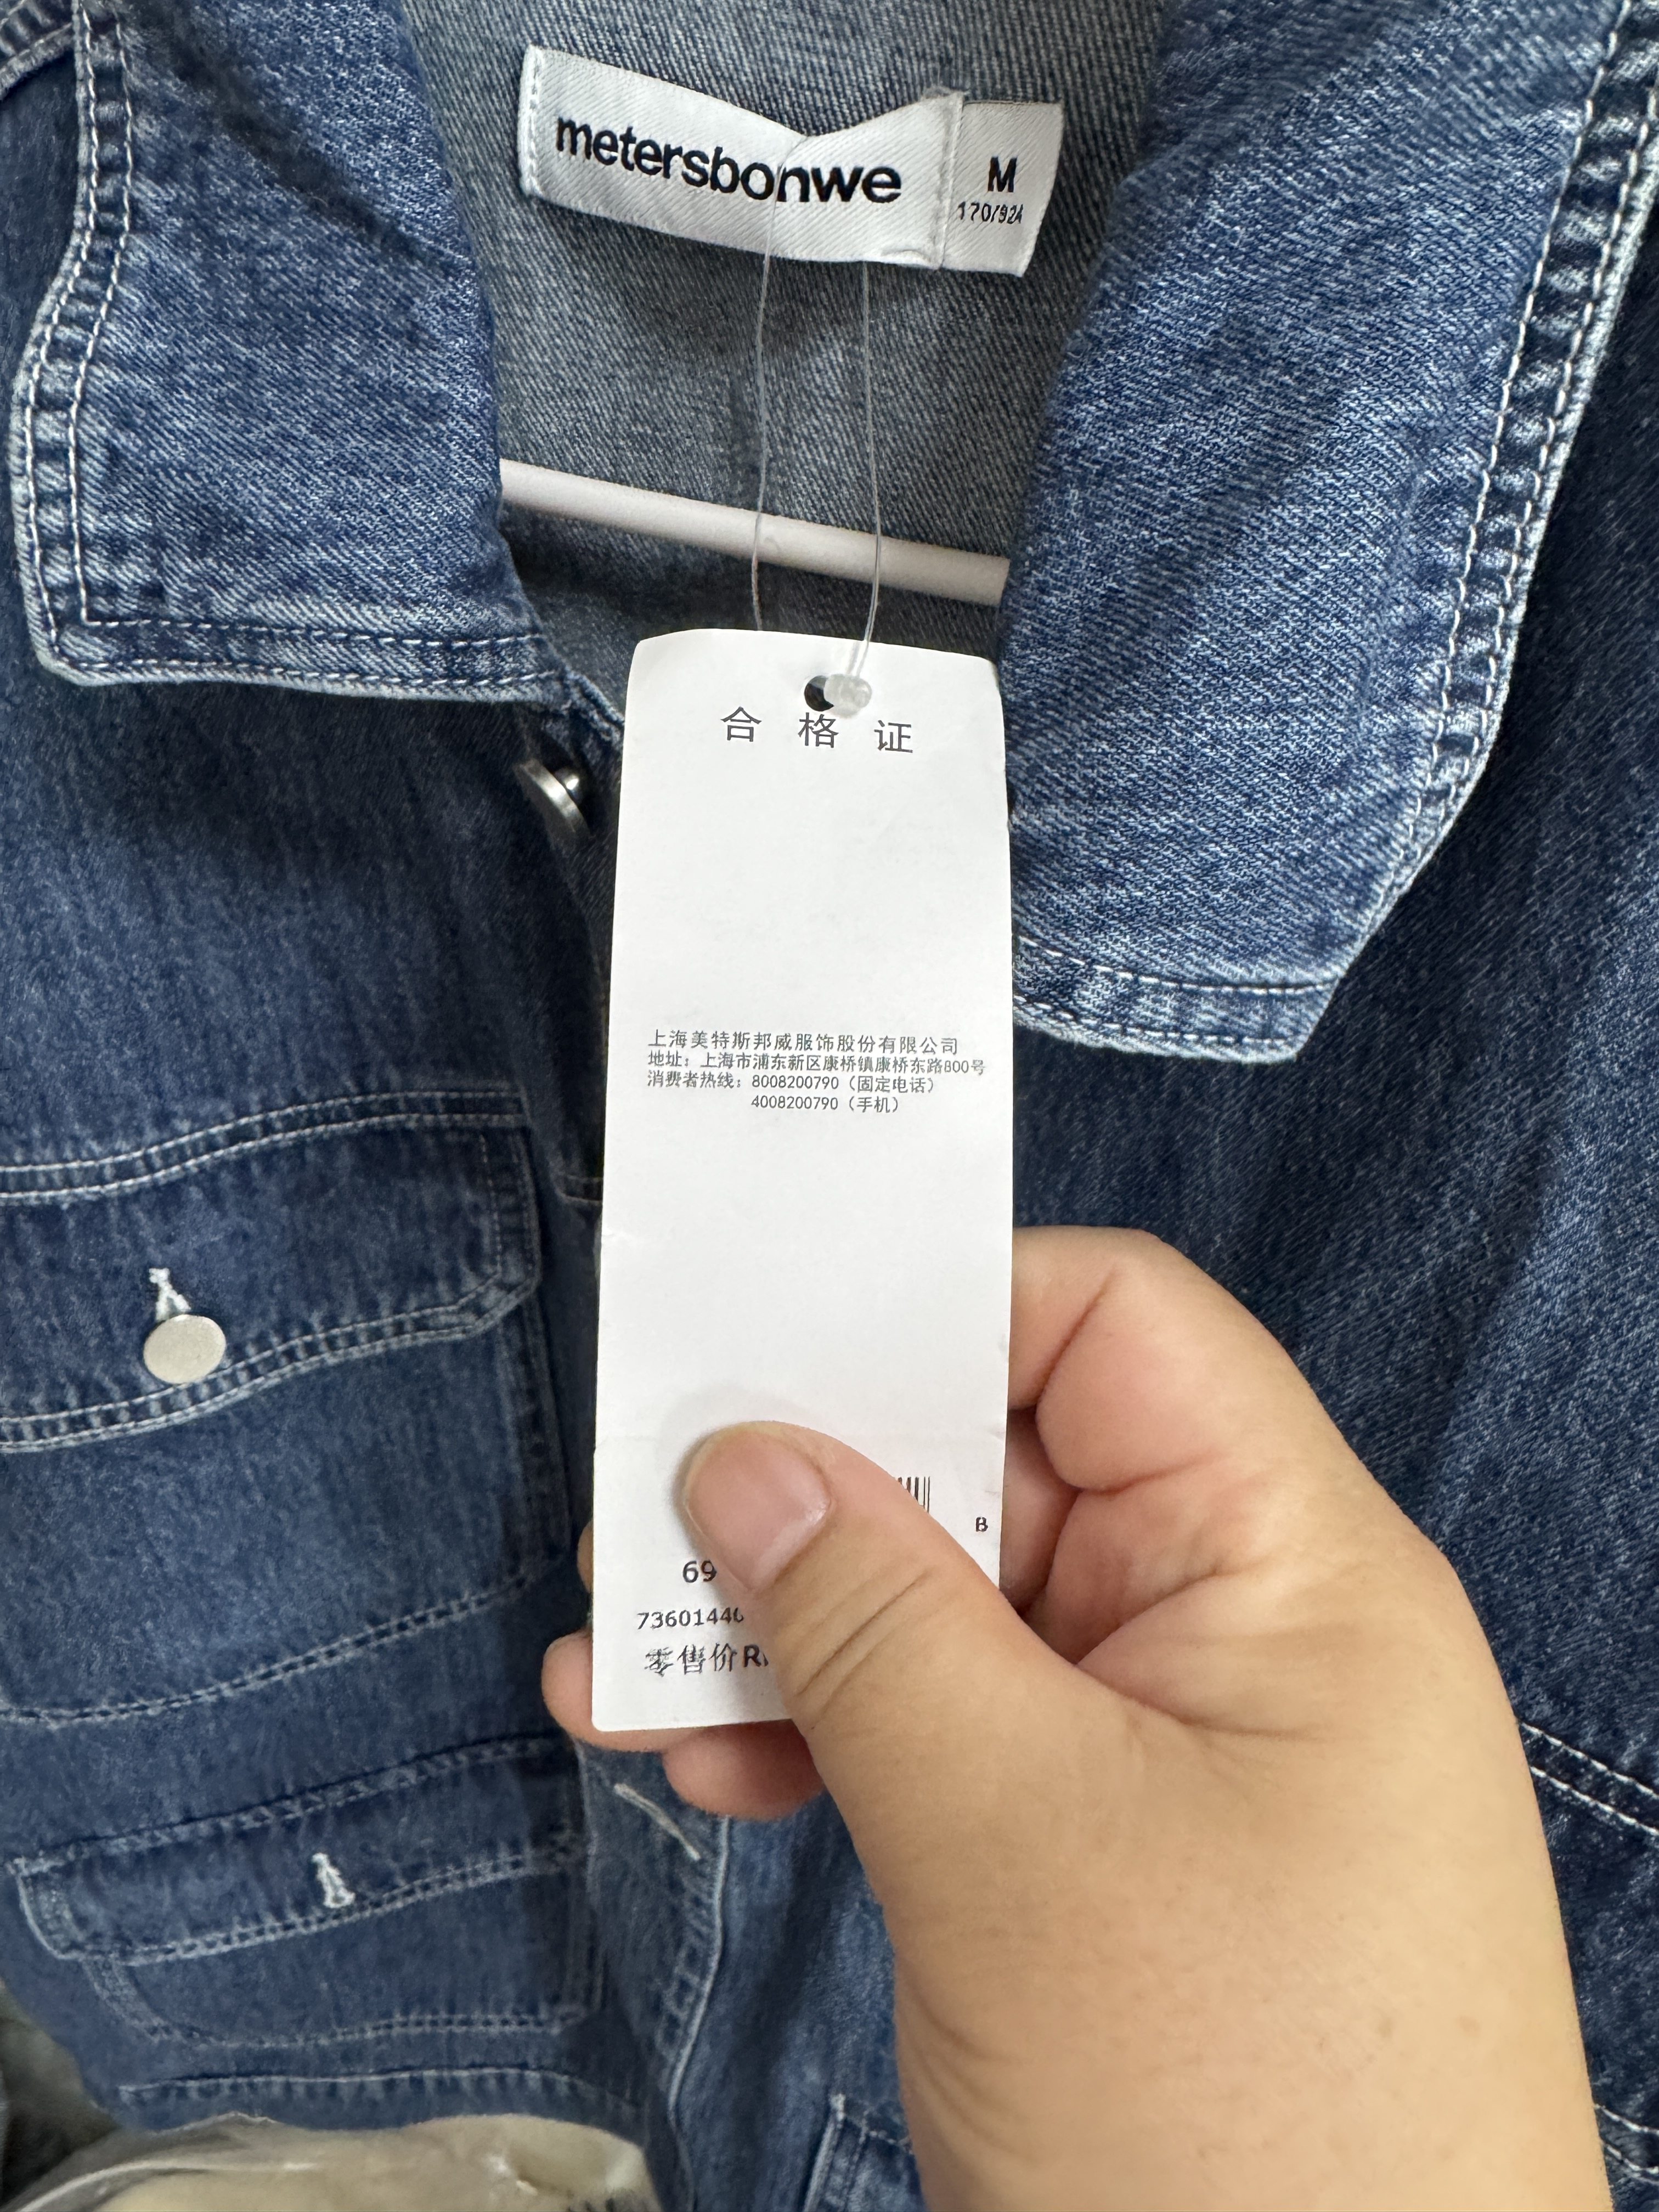 metersbonwe
M
170/92A
合格证
上海美特斯邦威服饰股份有限公司
地址：上海市浦东新区康桥镇康桥东路800号
消费者热线：8008200790（固定电话）
4008200790（手机）
B
69
7360144
零售价R